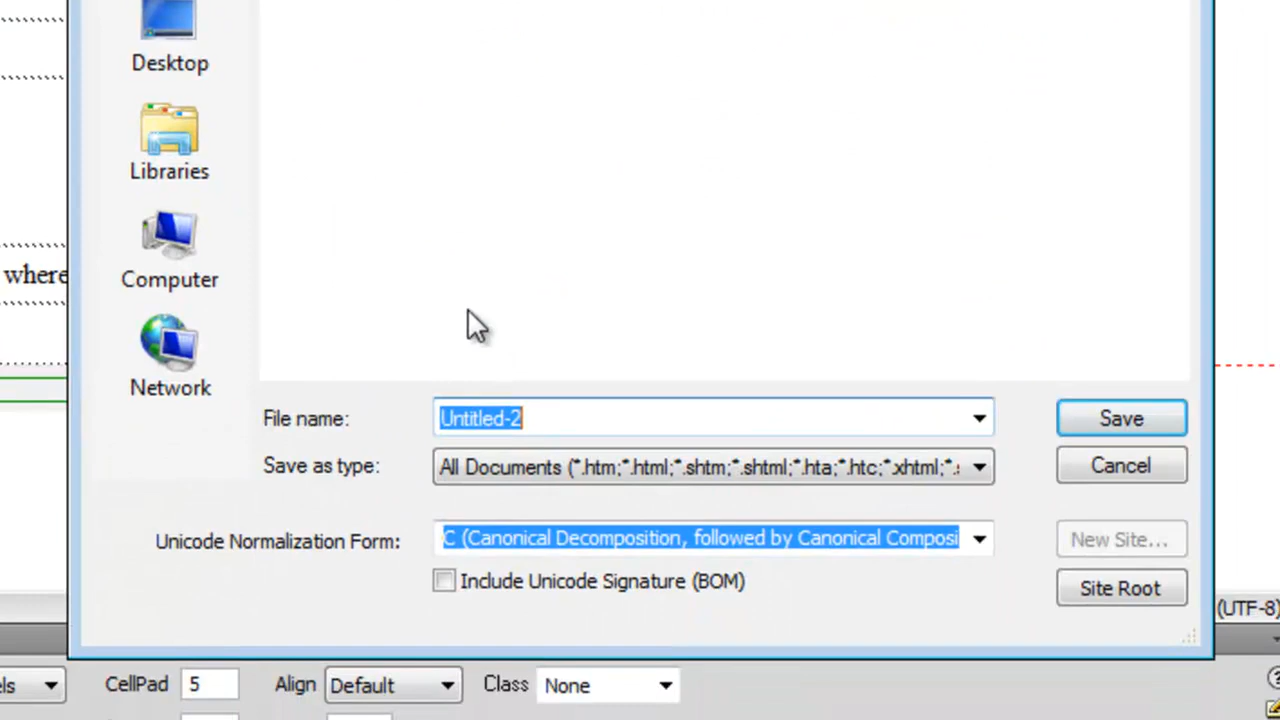 Desktop
Libraries
Computer
where
Network
File name: Untitled-2 Save
Save as type: All Documents (*.htm;*.html;*.shtm;*.shtml;*.hta;*.htc;*.xhtml;*. Cancel
Unicode Normalization Form: C (Canonical Decomposition, followed by Canonical Composi New Site...
Include Unicode Signature (BOM) Site Root
(UTF-8)
els CellPad 5 Align Default Class None